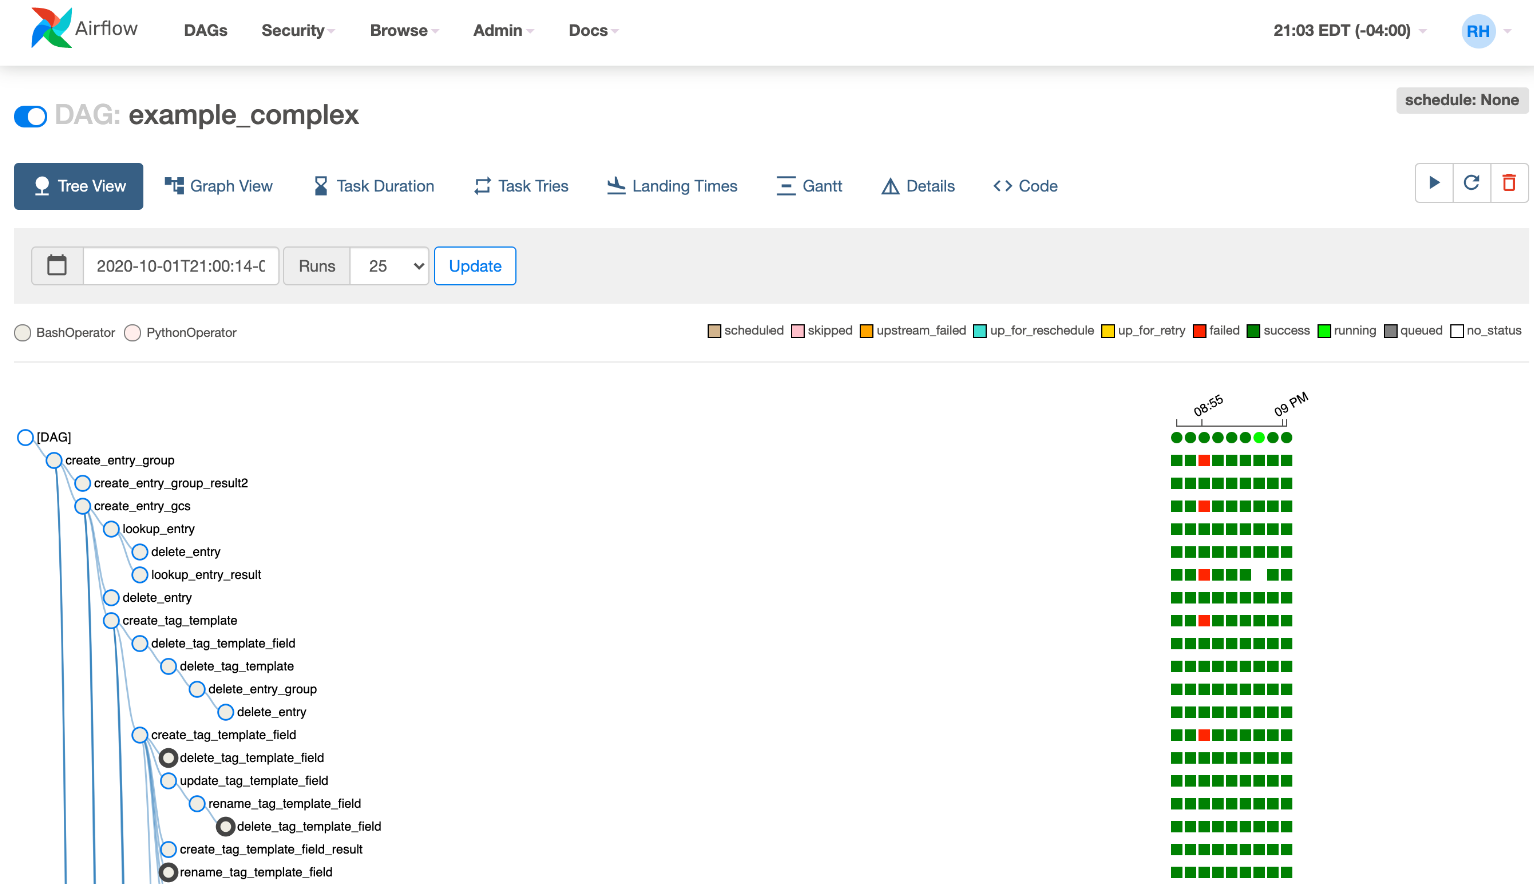 Airflow DAGs Security Browse Admin Docs 21:03 EDT (-04:00) RH
DAG: example_complex schedule: None
Tree View Graph View Task Duration Task Tries Landing Times Gantt Details Code
2020-10-01T21:00:14-0 Runs 25 Update
BashOperator PythonOperator scheduled skipped upstream_failed up_for_reschedule up_for_retry failed success running queued no_status
08:55 09 PM
[DAG]
create_entry_group
create_entry_group_result2
create_entry_gcs
lookup_entry
delete_entry
lookup_entry_result
delete_entry
create_tag_template
delete_tag_template_field
delete_tag_template
delete_entry_group
delete_entry
create_tag_template_field
delete_tag_template_field
update_tag_template_field
rename_tag_template_field
delete_tag_template_field
create_tag_template_field_result
rename_tag_template_field